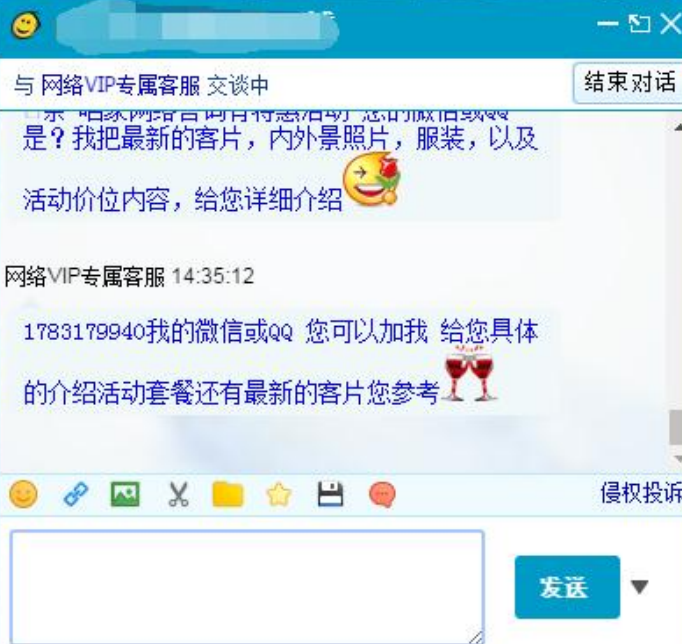 与 网络VIP专属客服 交谈中
结束对话
是？我把最新的客片，内外景照片，服装，以及
活动价位内容，给您详细介绍
网络VIP专属客服 14:35:12
1783179940我的微信或QQ 您可以加我 给您具体
的介绍活动套餐还有最新的客片您参考
侵权投诉
发送